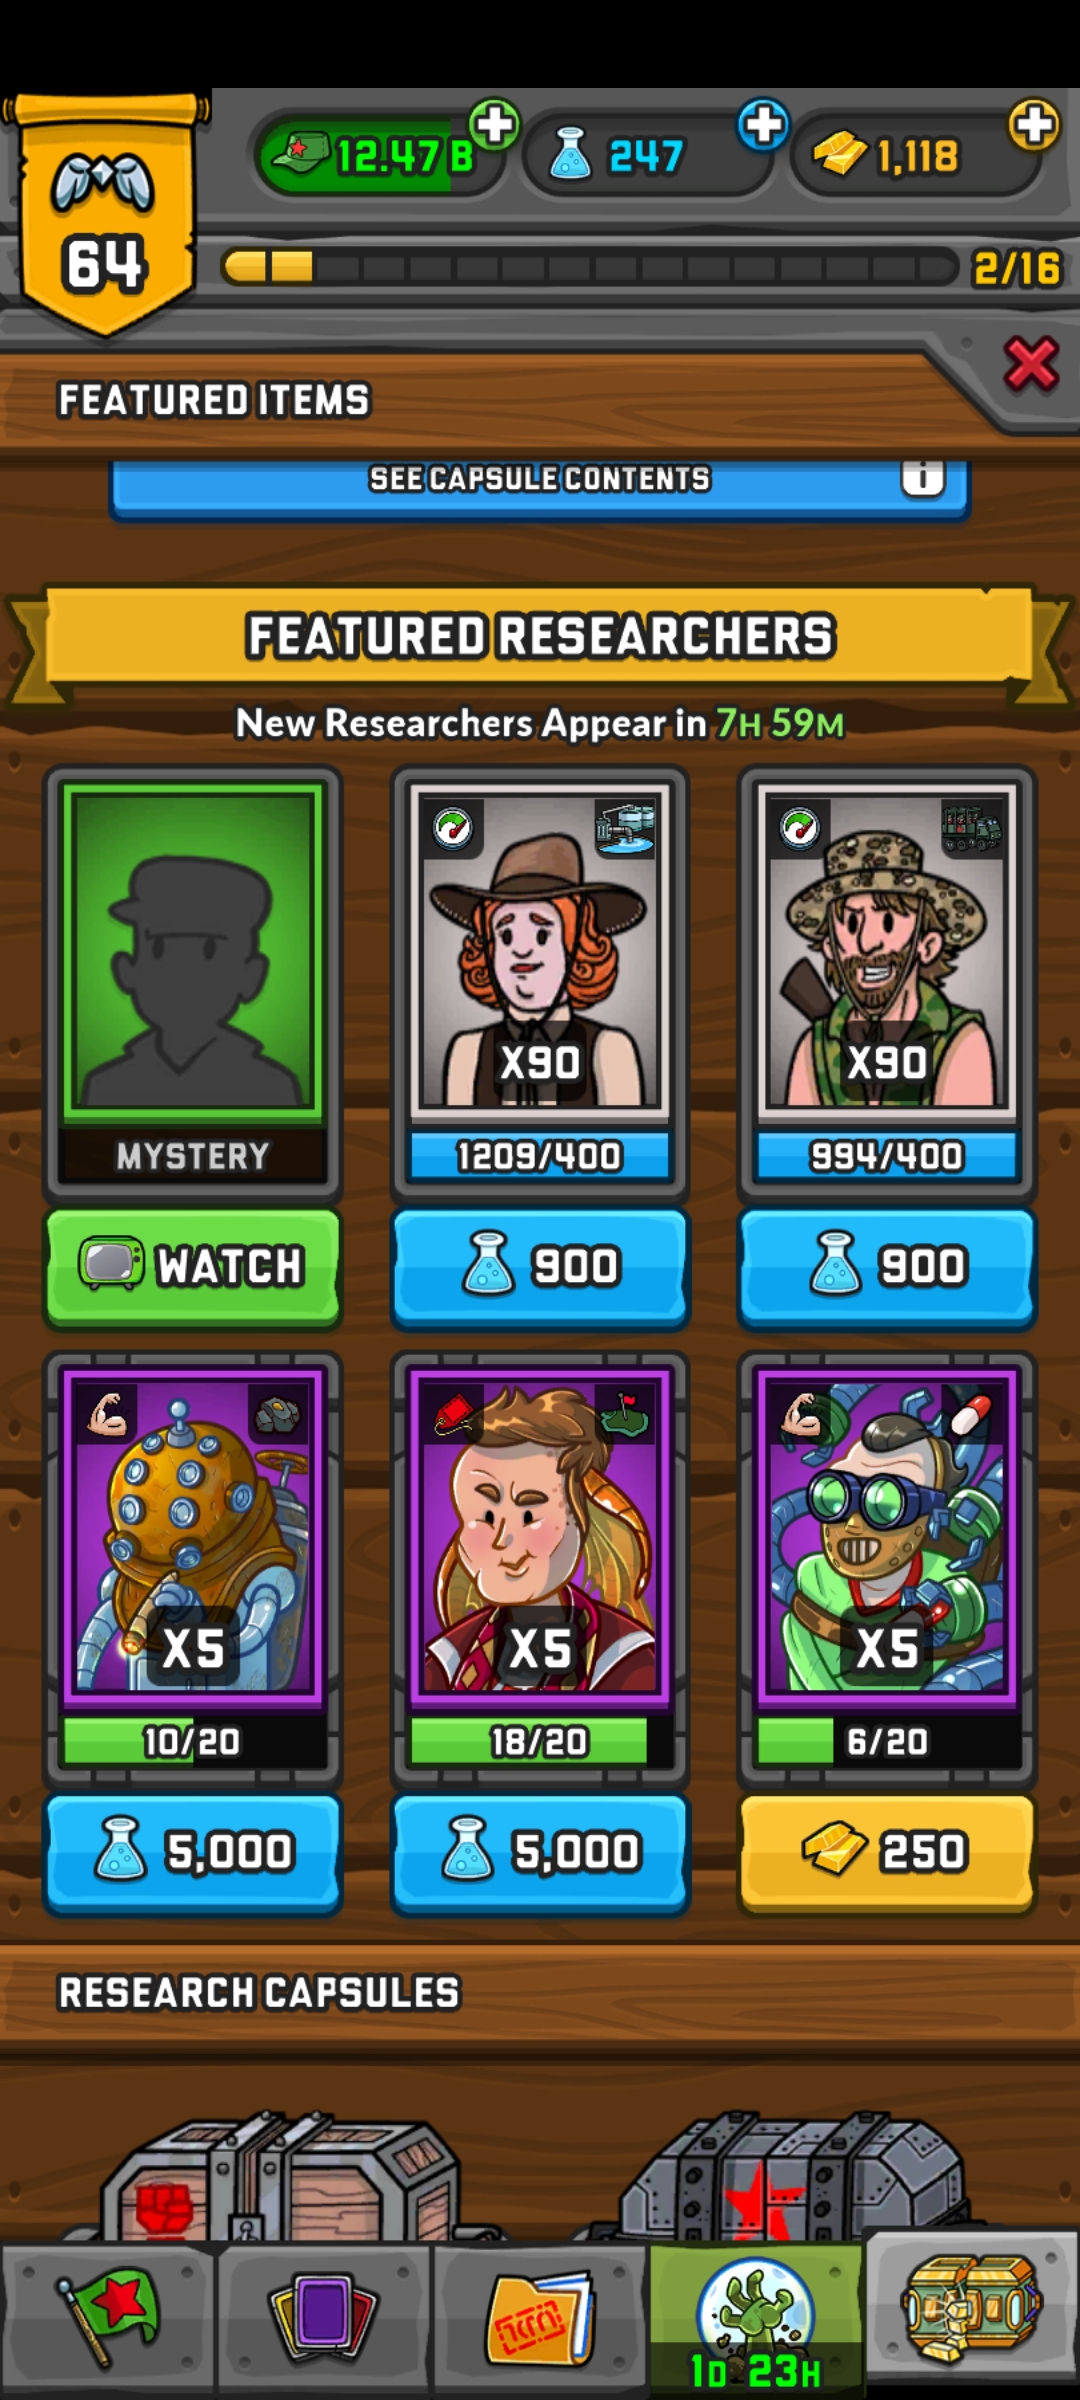 12.47 B
247
1,118
64
2/16
FEATURED ITEMS
SEE CAPSULE CONTENTS
i
FEATURED RESEARCHERS
New Researchers Appear in 7H 59M
X90
X90
MYSTERY
1209/400
994/400
WATCH
900
900
X5
X5
X5
10/20
18/20
6/20
5,000
5,000
250
RESEARCH CAPSULES
1D 23H